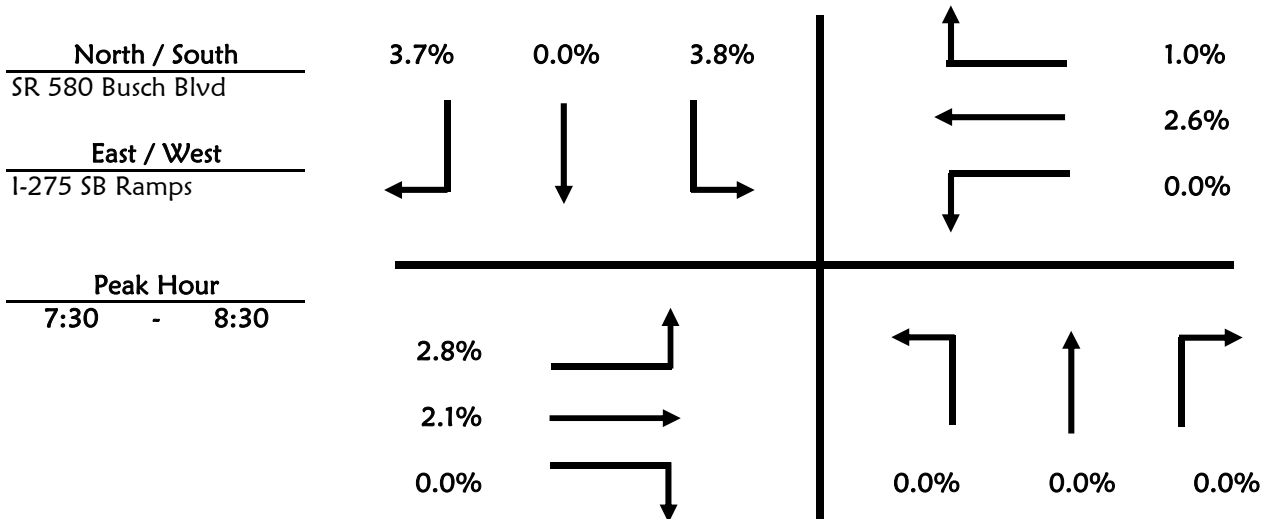 North / South
SR 580 Busch Blvd
East / West
I-275 SB Ramps
Peak Hour
7:30 - 8:30
3.7% 0.0% 3.8%
1.0%
2.6%
0.0%
2.8%
2.1%
0.0%
0.0% 0.0% 0.0%